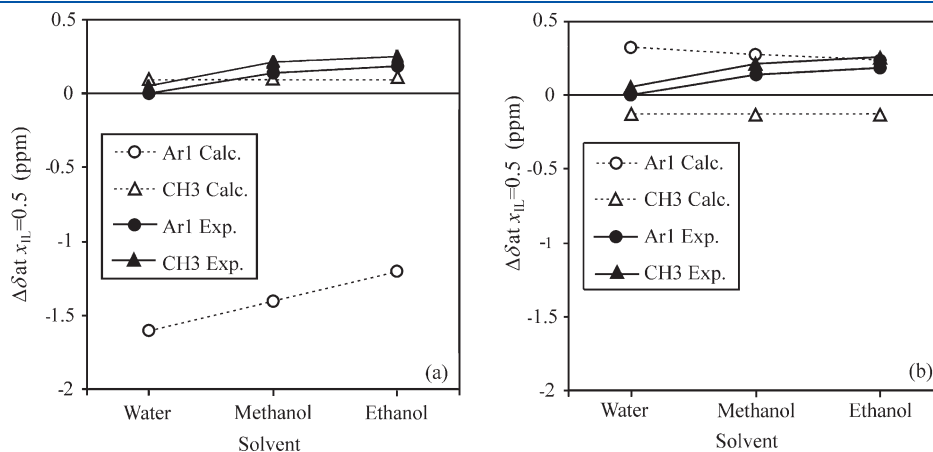 0.5
0
-0.5
-1
-1.5
-2
Δδ at xIL=0.5 (ppm)
Ar1 Calc.
CH3 Calc.
Ar1 Exp.
CH3 Exp.
(a)
Water Methanol Ethanol
Solvent
0.5
0
-0.5
-1
-1.5
-2
Δδ at xIL=0.5 (ppm)
Ar1 Calc.
CH3 Calc.
Ar1 Exp.
CH3 Exp.
(b)
Water Methanol Ethanol
Solvent